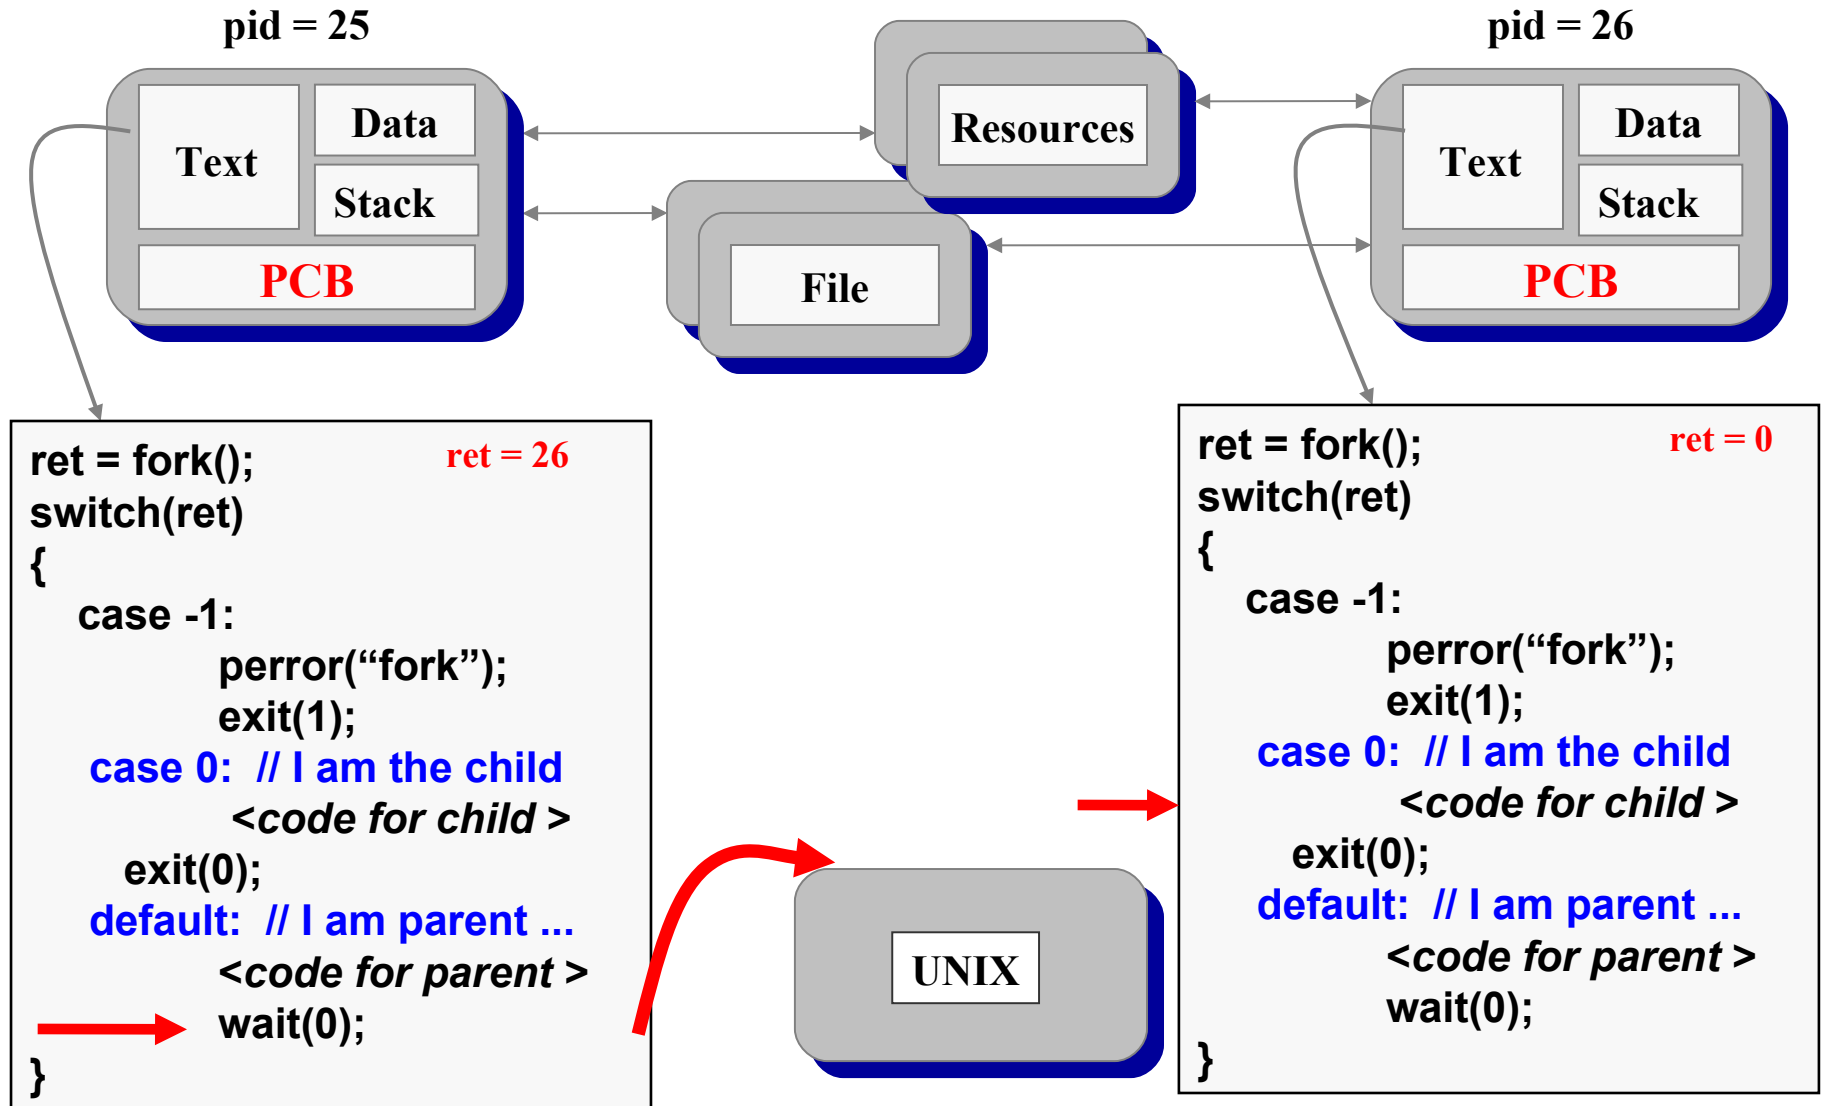 pid = 25
pid = 26
Text
Data
Stack
PCB
Resources
File
Text
Data
Stack
PCB
ret = fork();
ret = 26
switch(ret)
{
case -1:
perror(“fork”);
exit(1);
case 0: // I am the child
<code for child >
exit(0);
default: // I am parent ...
<code for parent >
wait(0);
}
UNIX
ret = fork();
ret = 0
switch(ret)
{
case -1:
perror(“fork”);
exit(1);
case 0: // I am the child
<code for child >
exit(0);
default: // I am parent ...
<code for parent >
wait(0);
}